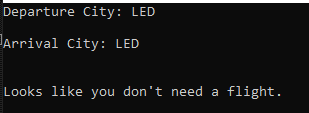 Departure City: LED
Arrival City: LED
Looks like you don't need a flight.